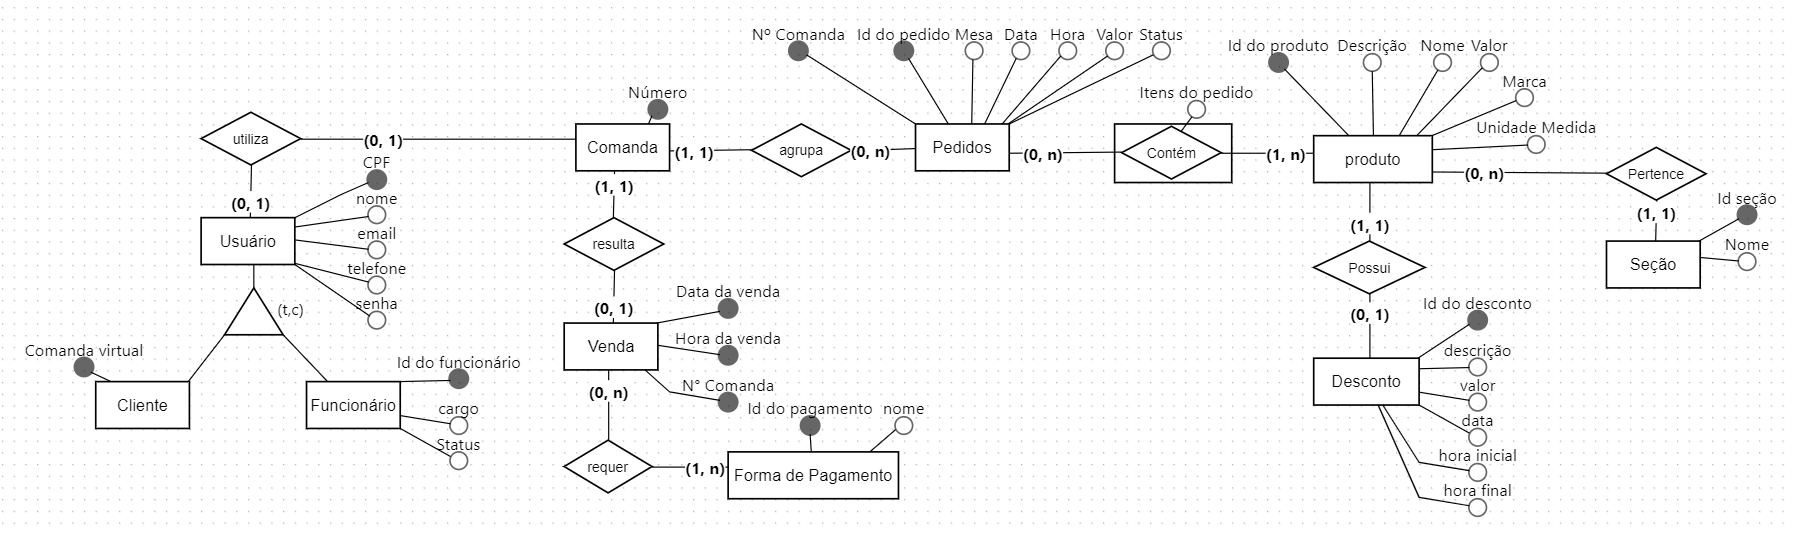 Nº Comanda
Id do pedido
Mesa
Data
Hora
Valor
Status
Id do produto
Descrição
Nome
Valor
Marca
Unidade Medida
Número
Itens do pedido
utiliza
(0, 1)
Comanda
(1, 1)
agrupa
(0, n)
Pedidos
(0, n)
Contém
(1, n)
produto
(0, n)
Pertence
(1, 1)
Id seção
Nome
Seção
CPF
nome
email
telefone
senha
(0, 1)
Usuário
(t,c)
(1, 1)
resulta
(0, 1)
(1, 1)
Possui
(0, 1)
Data da venda
Hora da venda
N° Comanda
Venda
(0, n)
Id do desconto
descrição
valor
data
hora inicial
hora final
Desconto
Comanda virtual
Cliente
Id do funcionário
cargo
Status
Funcionário
Id do pagamento
nome
requer
(1, n)
Forma de Pagamento